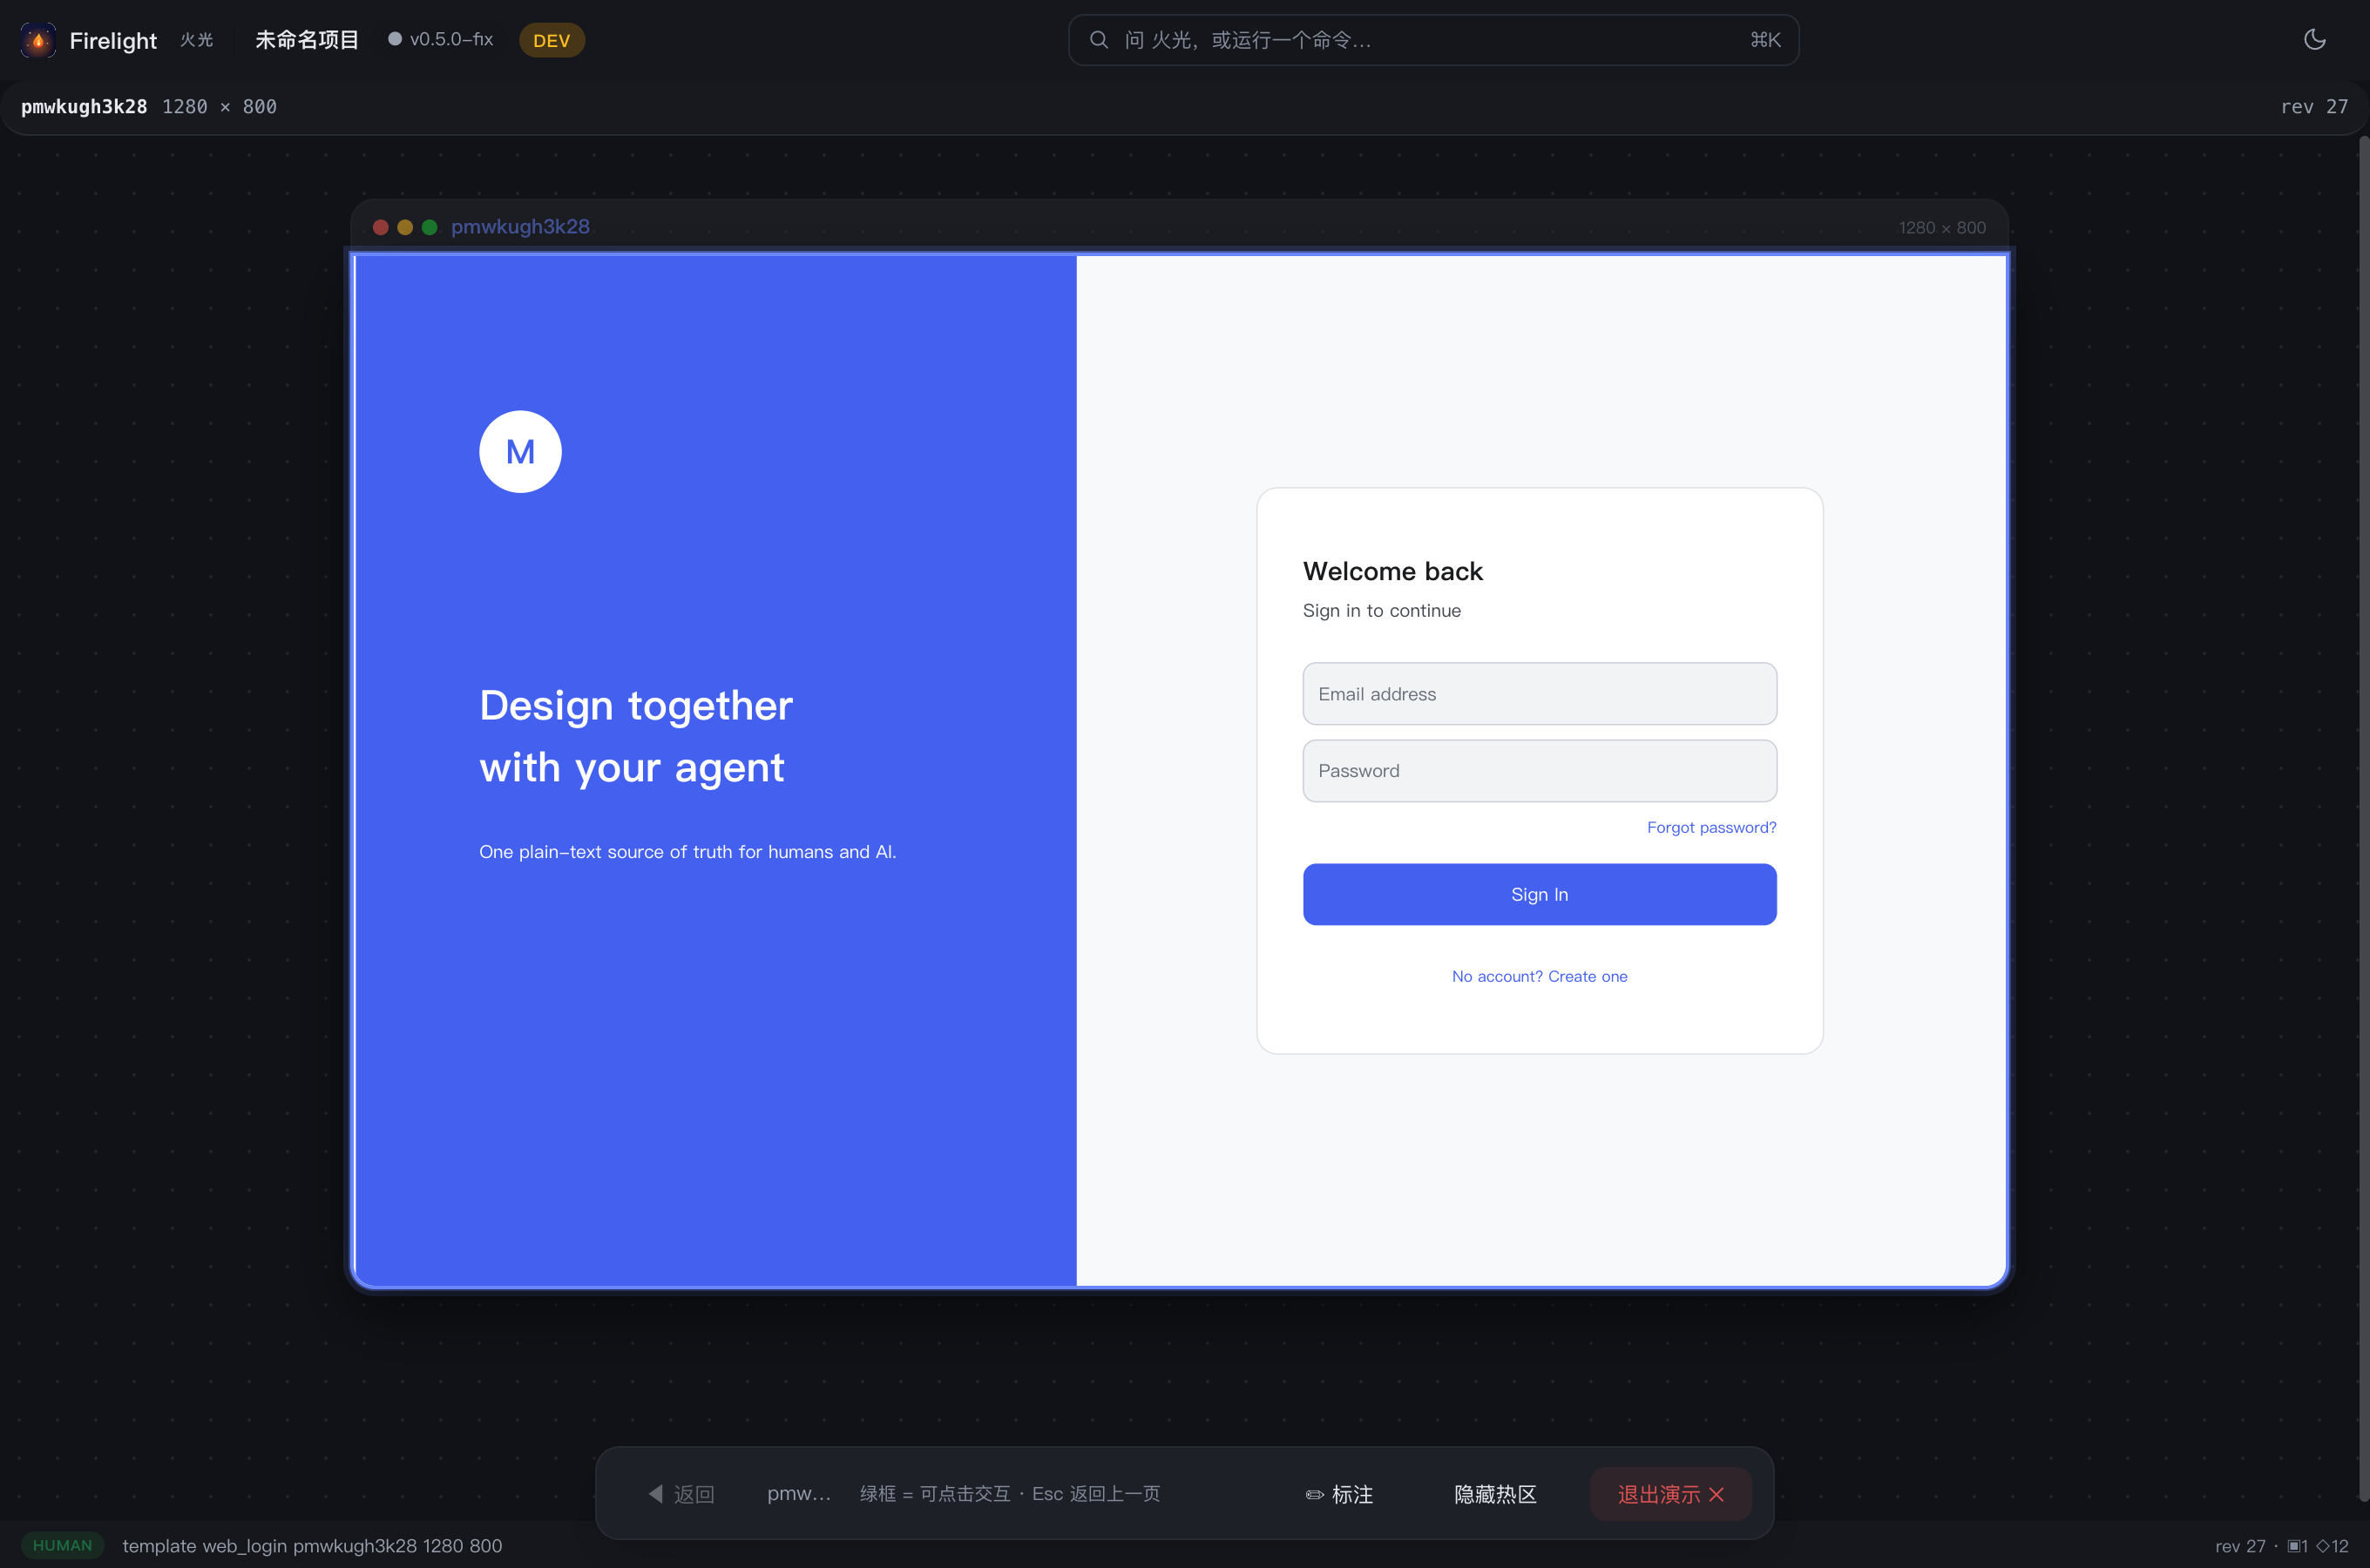 Firelight 火光 未命名项目 v0.5.0-fix DEV
问 火光，或运行一个命令… ⌘K
pmwkugh3k28 1280 × 800
rev 27
pmwkugh3k28
1280 × 800
M
Design together
with your agent
One plain-text source of truth for humans and AI.
Welcome back
Sign in to continue
Email address
Password
Forgot password?
Sign In
No account? Create one
返回 pmw… 绿框 = 可点击交互 · Esc 返回上一页 ✏ 标注 隐藏热区 退出演示 ✕
HUMAN template web_login pmwkugh3k28 1280 800
rev 27 · ▣1 ◇12